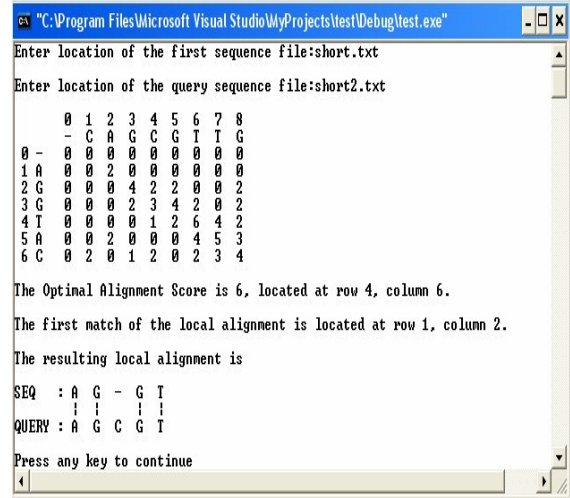 "C:\Program Files\Microsoft Visual Studio\MyProjects\test\Debug\test.exe"
Enter location of the first sequence file:short.txt
Enter location of the query sequence file:short2.txt
0 1 2 3 4 5 6 7 8
- C A G C G T T G
0 - 0 0 0 0 0 0 0 0 0
1 A 0 0 2 0 0 0 0 0 0
2 G 0 0 0 4 2 2 0 0 2
3 G 0 0 0 2 3 4 2 0 2
4 T 0 0 0 0 1 2 6 4 2
5 A 0 0 2 0 0 0 4 5 3
6 C 0 2 0 1 2 0 2 3 4
The Optimal Alignment Score is 6, located at row 4, column 6.
The first match of the local alignment is located at row 1, column 2.
The resulting local alignment is
SEQ : A G - G T
¦ ¦ ¦ ¦
QUERY : A G C G T
Press any key to continue